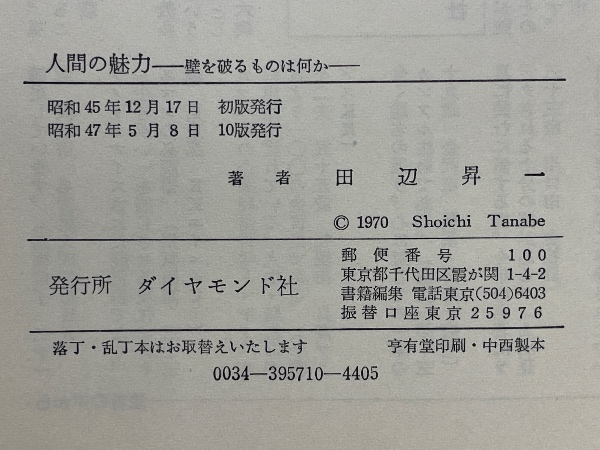 人間の魅力――壁を破るものは何か――
昭和45年12月17日 初版発行
昭和47年5月8日 10版発行
著者 田辺昇一
© 1970 Shoichi Tanabe
発行所 ダイヤモンド社
郵便番号 100
東京都千代田区霞が関 1-4-2
書籍編集 電話東京(504)6403
振替口座東京 25976
落丁・乱丁本はお取替えいたします
亨有堂印刷・中西製本
0034―395710―4405